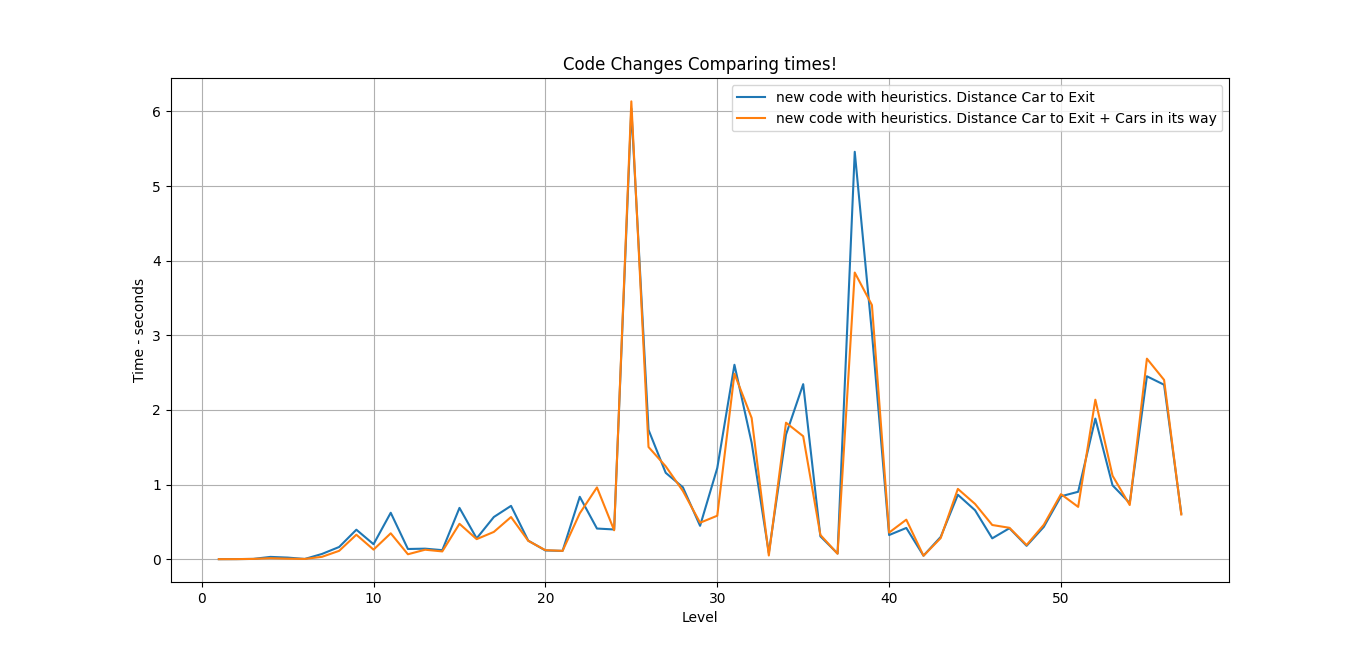 Code Changes Comparing times!
new code with heuristics. Distance Car to Exit
new code with heuristics. Distance Car to Exit + Cars in its way
Time - seconds
6
5
4
3
2
1
0
0 10 20 30 40 50
Level